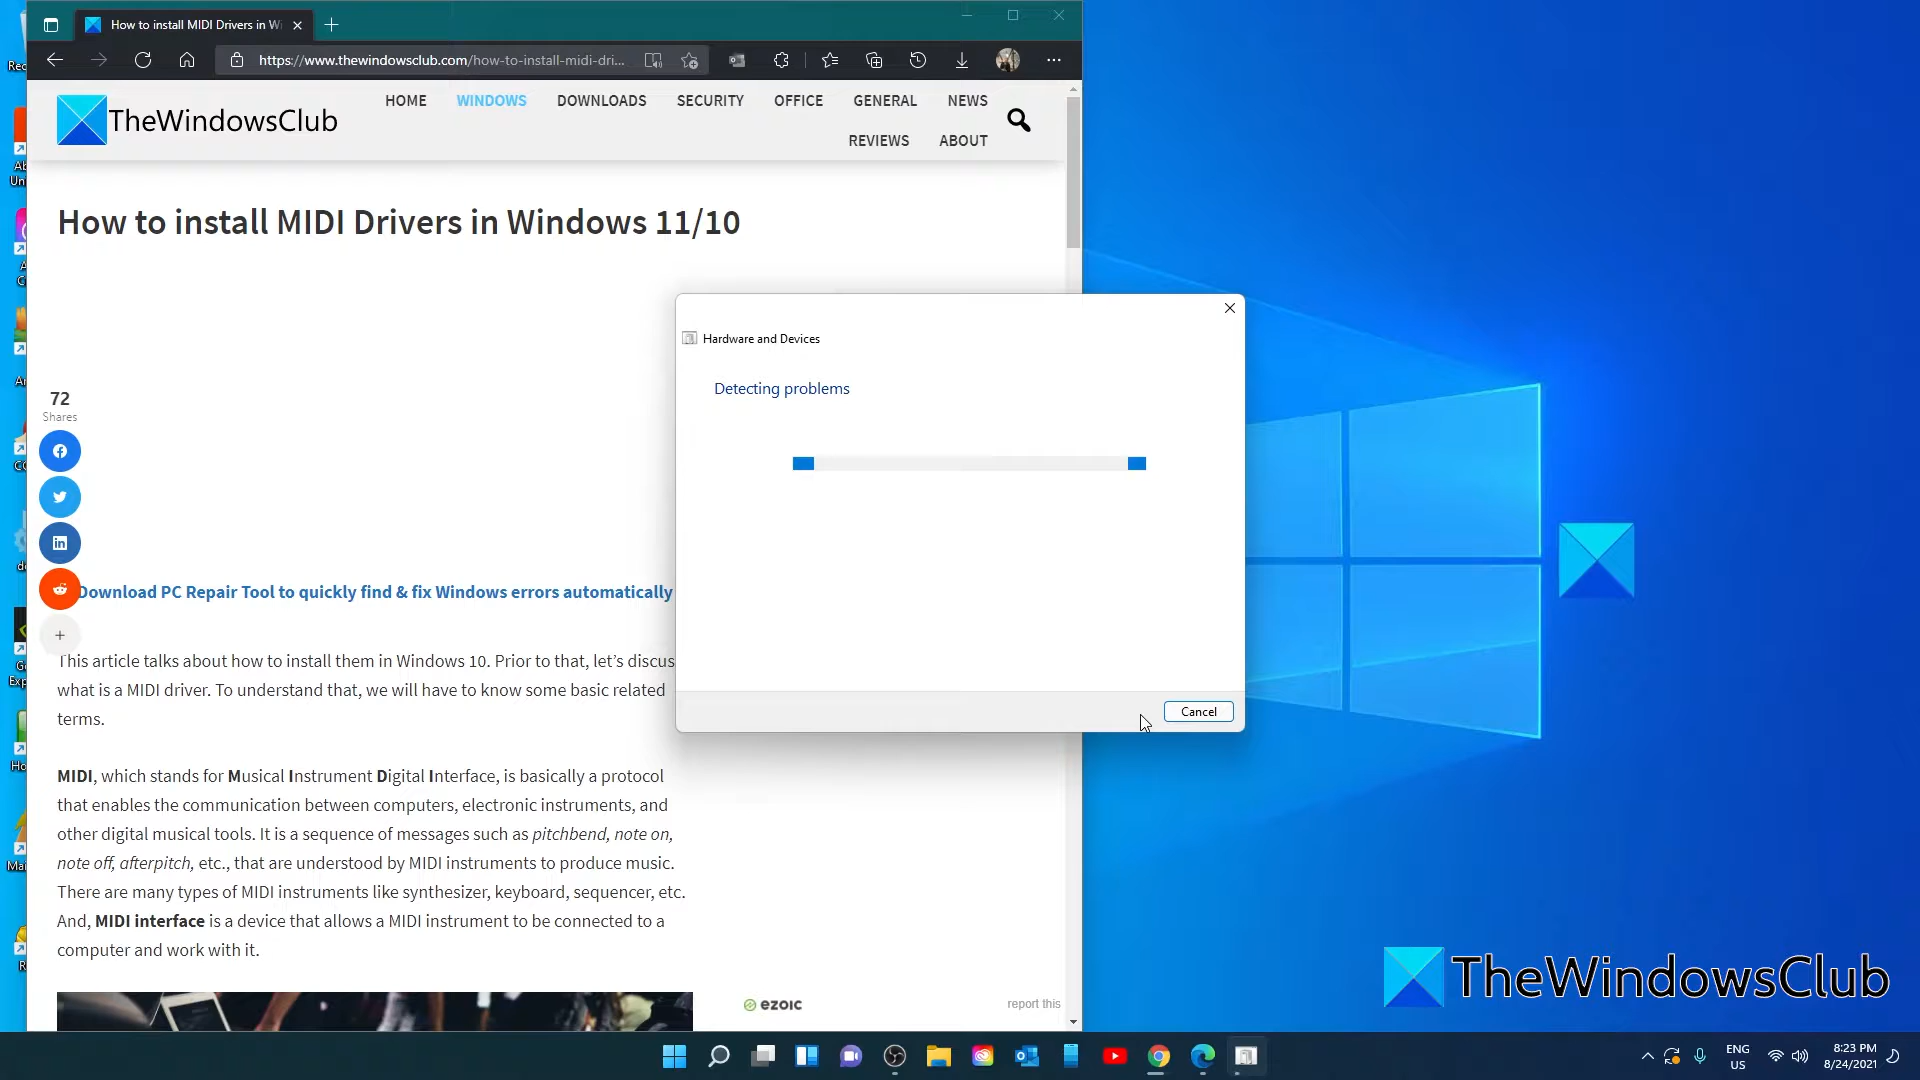 How to install MIDI Drivers in Wi
https://www.thewindowsclub.com/how-to-install-midi-dri...
TheWindowsClub
HOME WINDOWS DOWNLOADS SECURITY OFFICE GENERAL NEWS
REVIEWS ABOUT
How to install MIDI Drivers in Windows 11/10
Hardware and Devices
Detecting problems
Cancel
72
Shares
Download PC Repair Tool to quickly find & fix Windows errors automatically
This article talks about how to install them in Windows 10. Prior to that, let's discus
what is a MIDI driver. To understand that, we will have to know some basic related
terms.
MIDI, which stands for Musical Instrument Digital Interface, is basically a protocol
that enables the communication between computers, electronic instruments, and
other digital musical tools. It is a sequence of messages such as pitchbend, note on,
note off, afterpitch, etc., that are understood by MIDI instruments to produce music.
There are many types of MIDI instruments like synthesizer, keyboard, sequencer, etc.
And, MIDI interface is a device that allows a MIDI instrument to be connected to a
computer and work with it.
ezoic
report this
TheWindowsClub
ENG
US
8:23 PM
8/24/2021